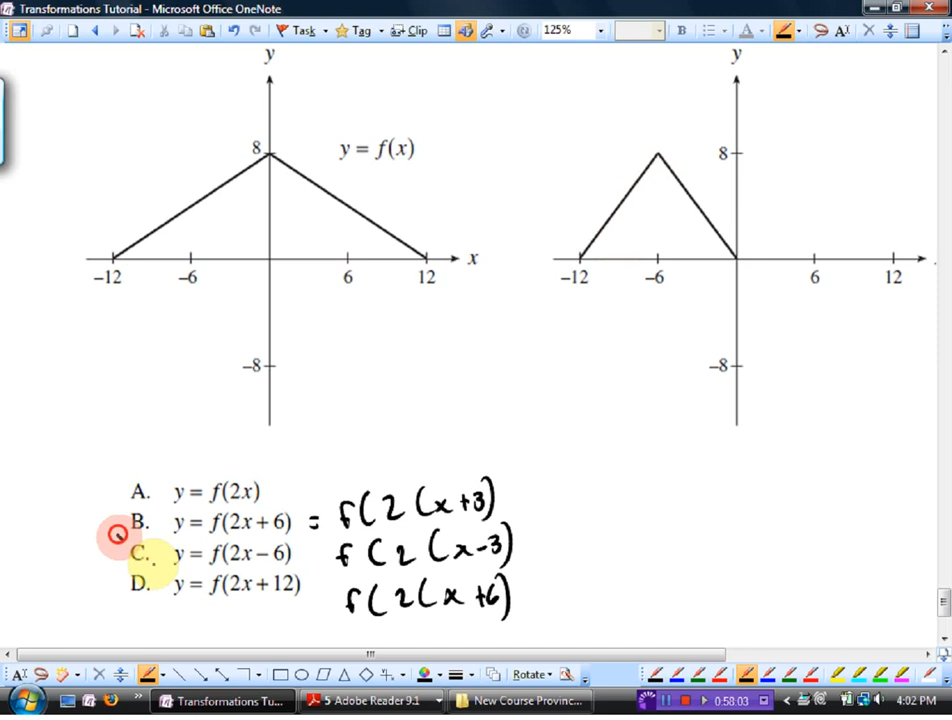 Transformations Tutorial - Microsoft Office OneNote
Task Tag Clip 125% B A
y y
8 y = f(x) 8
x
-12 -6 6 12 -12 -6 6 12
-8 -8
A. y = f(2x)
B. y = f(2x + 6) = f(2(x+3)
C. y = f(2x − 6) f(2(x-3)
D. y = f(2x + 12) f(2(x+6)
Rotate
Transformations Tu... 5 Adobe Reader 9.1 New Course Provinc... 0:58:03 4:02 PM